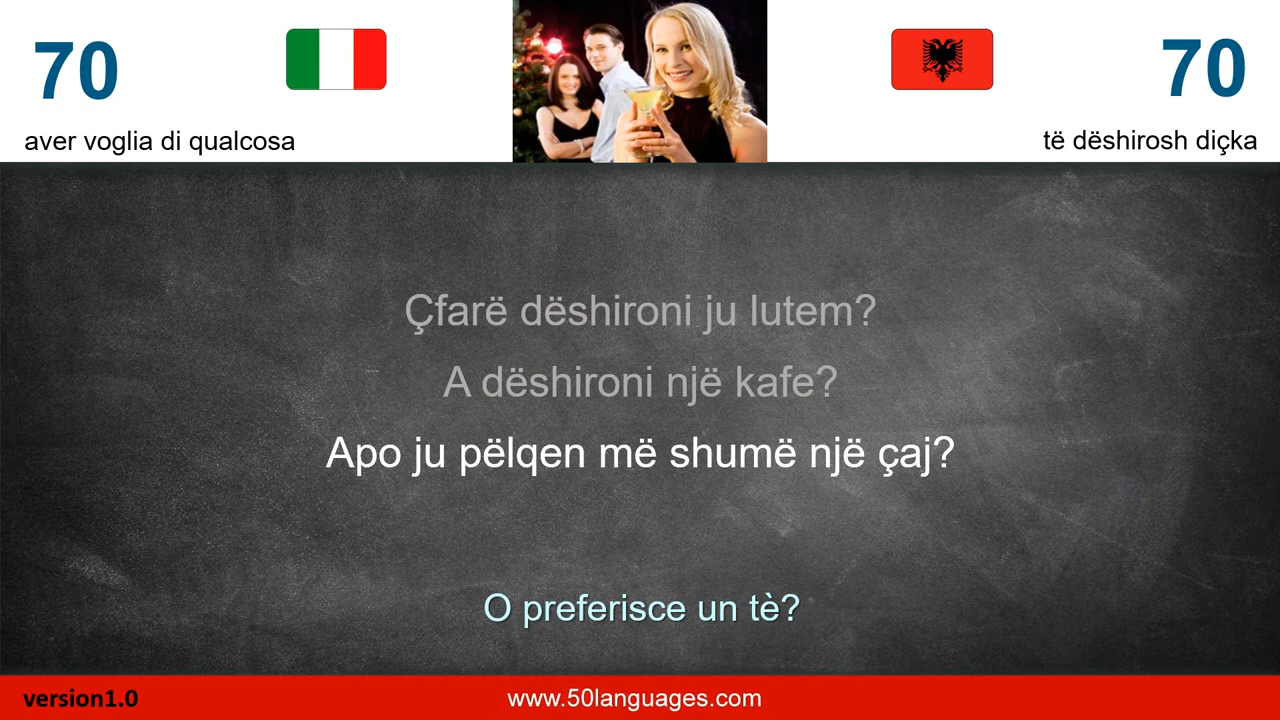 70
70
aver voglia di qualcosa
të dëshirosh diçka
Çfarë dëshironi ju lutem?
A dëshironi një kafe?
Apo ju pëlqen më shumë një çaj?
O preferisce un tè?
version1.0
www.50languages.com